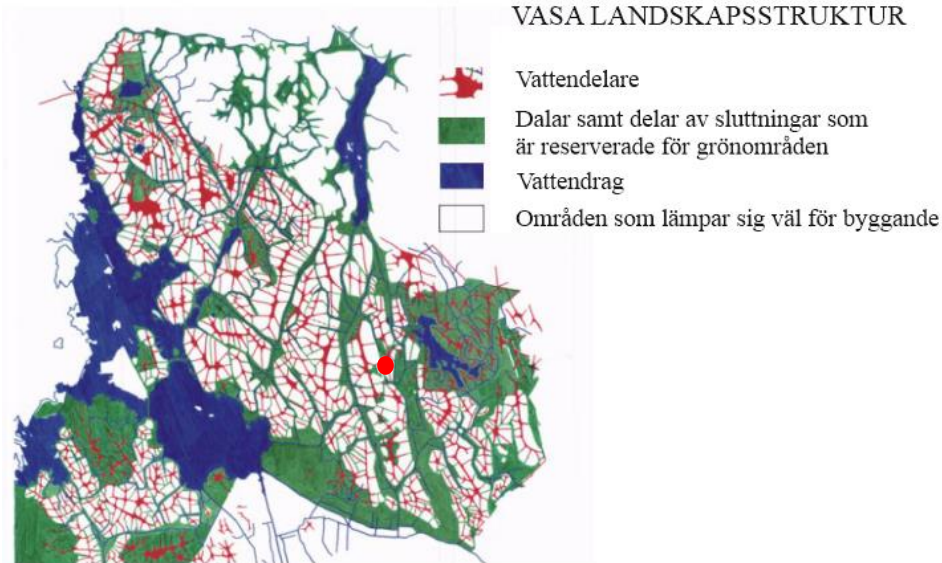 VASA LANDSKAPSSTRUKTUR
Vattendelare
Dalar samt delar av sluttningar som
är reserverade för grönområden
Vattendrag
Områden som lämpar sig väl för byggande